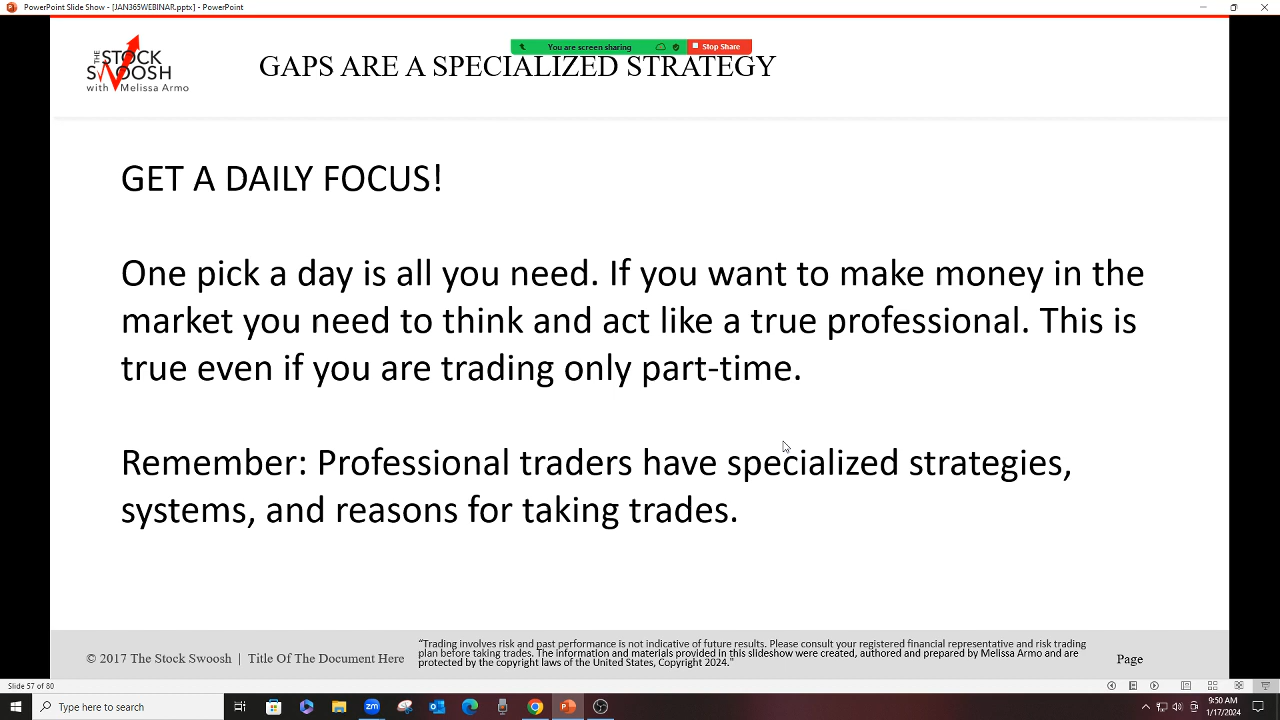 PowerPoint Slide Show - [JAN365WEBINAR.pptx] - PowerPoint
You are screen sharing
Stop Share
THE STOCK
SWOOSH
with Melissa Armo
GAPS ARE A SPECIALIZED STRATEGY
GET A DAILY FOCUS!
One pick a day is all you need. If you want to make money in the
market you need to think and act like a true professional. This is
true even if you are trading only part-time.
Remember: Professional traders have specialized strategies,
systems, and reasons for taking trades.
© 2017 The Stock Swoosh | Title Of The Document Here
"Trading involves risk and past performance is not indicative of future results. Please consult your registered financial representative and risk trading
plan before taking trades. The information and materials provided in this slideshow were created, authored and prepared by Melissa Armo and are
protected by the copyright laws of the United States, Copyright 2024."
Page
Slide 57 of 80
Type here to search
9:50 AM
1/17/2024